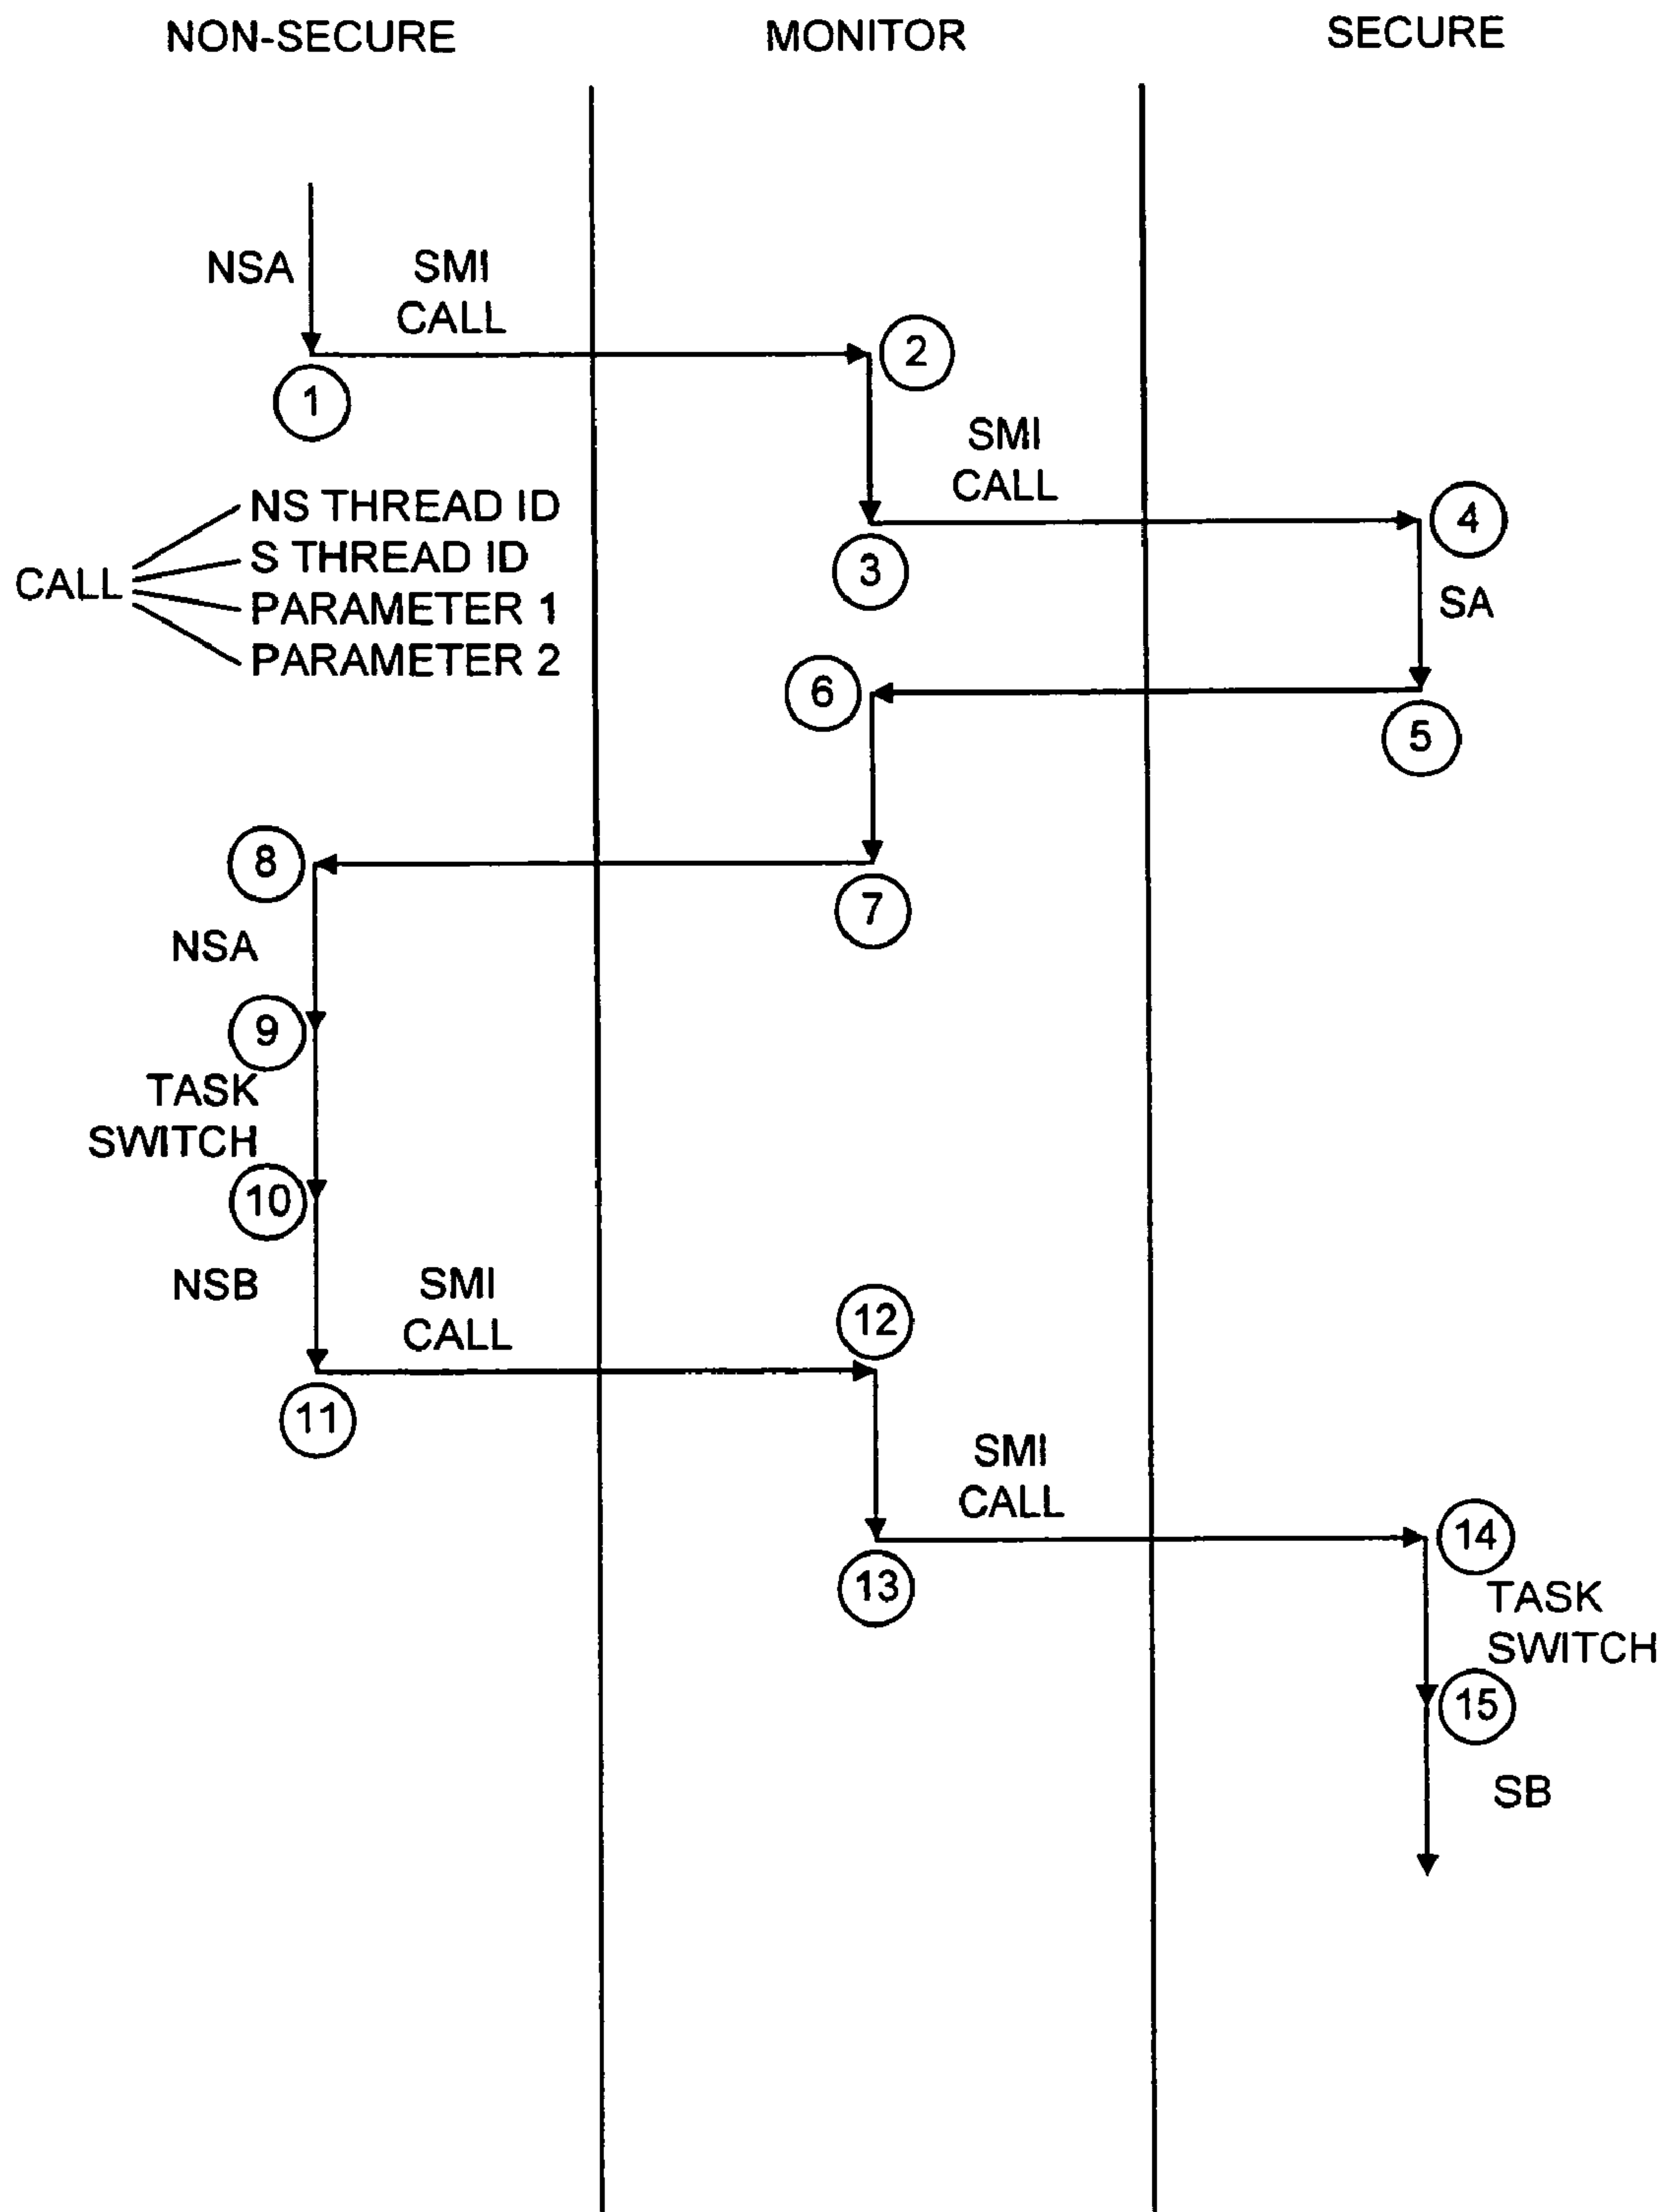 NON-SECURE MONITOR SECURE
NSA
SMI
CALL
2
1
SMI
CALL
4
3
CALL
NS THREAD ID
S THREAD ID
PARAMETER 1
PARAMETER 2
SA
6
5
8
7
NSA
9
TASK
SWITCH
10
NSB
SMI
CALL
12
11
SMI
CALL
14
13
TASK
SWITCH
15
SB